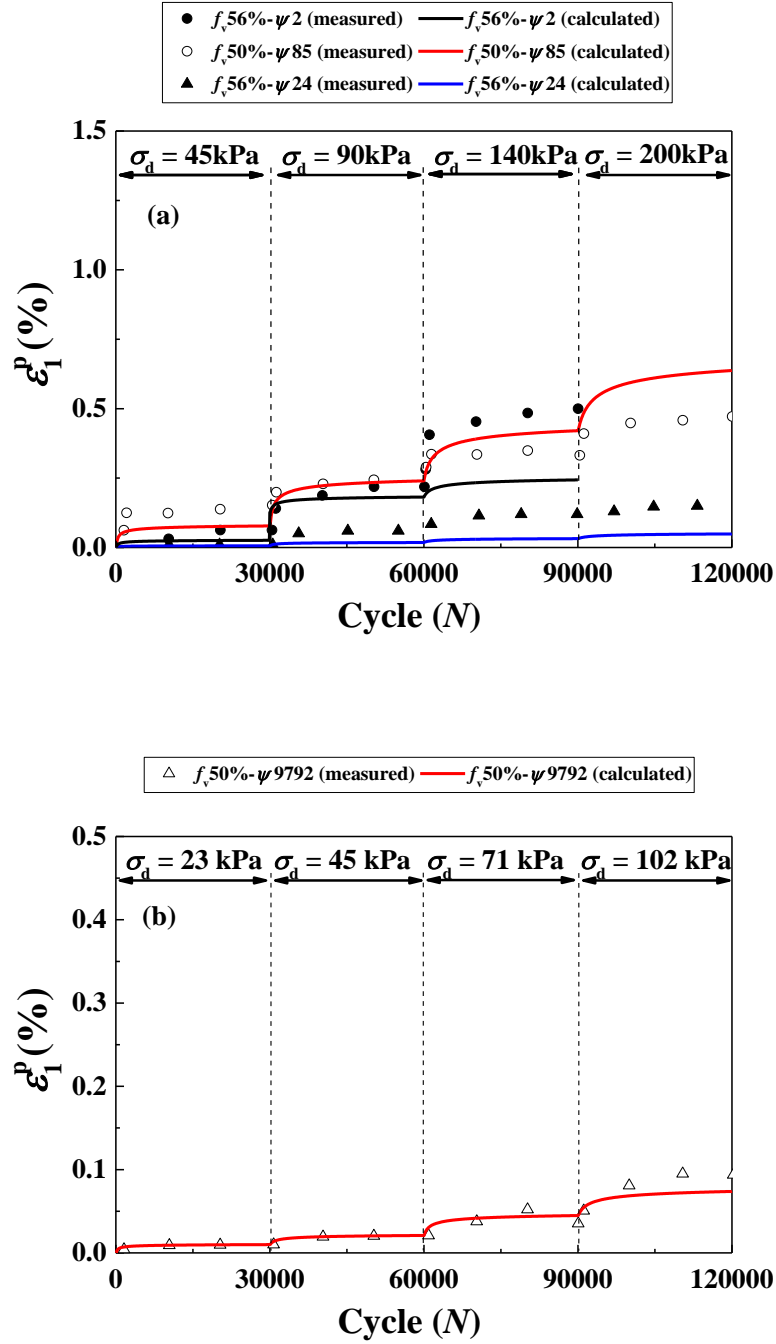 f_v56%-ψ2 (measured) f_v56%-ψ2 (calculated)
f_v50%-ψ85 (measured) f_v50%-ψ85 (calculated)
f_v56%-ψ24 (measured) f_v56%-ψ24 (calculated)
1.5
σ_d = 45kPa σ_d = 90kPa σ_d = 140kPa σ_d = 200kPa
(a)
1.0
ε_1^p (%)
0.5
0.0
0 30000 60000 90000 120000
Cycle (N)
f_v50%-ψ9792 (measured) f_v50%-ψ9792 (calculated)
0.5
σ_d = 23 kPa σ_d = 45 kPa σ_d = 71 kPa σ_d = 102 kPa
(b)
0.4
0.3
ε_1^p (%)
0.2
0.1
0.0
0 30000 60000 90000 120000
Cycle (N)